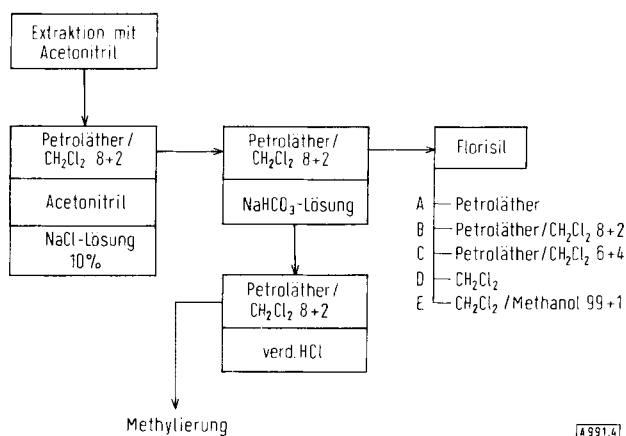 Extraktion mit
Acetonitril
Petroläther/
CH₂Cl₂ 8+2
Acetonitril
NaCl-Lösung
10%
Petroläther/
CH₂Cl₂ 8+2
NaHCO₃-Lösung
Petroläther/
CH₂Cl₂ 8+2
verd. HCl
Methylierung
Florisil
A Petroläther
B Petroläther/CH₂Cl₂ 8+2
C Petroläther/CH₂Cl₂ 6+4
D CH₂Cl₂
E CH₂Cl₂/Methanol 99+1
A 991.4